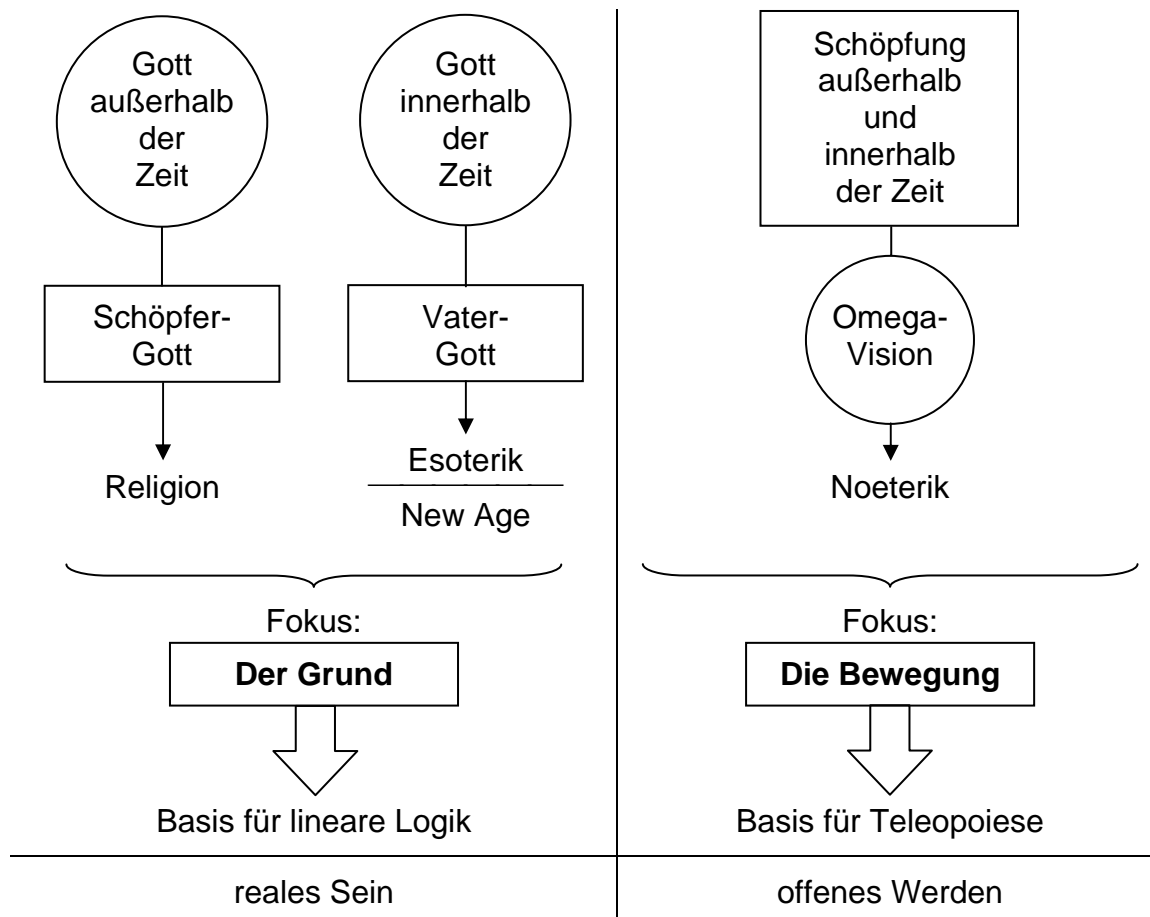 Gott
außerhalb
der
Zeit
Schöpfer-
Gott
Religion
Gott
innerhalb
der
Zeit
Vater-
Gott
Esoterik
New Age
Fokus:
Der Grund
Basis für lineare Logik
reales Sein
Schöpfung
außerhalb
und
innerhalb
der Zeit
Omega-
Vision
Noeterik
Fokus:
Die Bewegung
Basis für Teleopoiese
offenes Werden